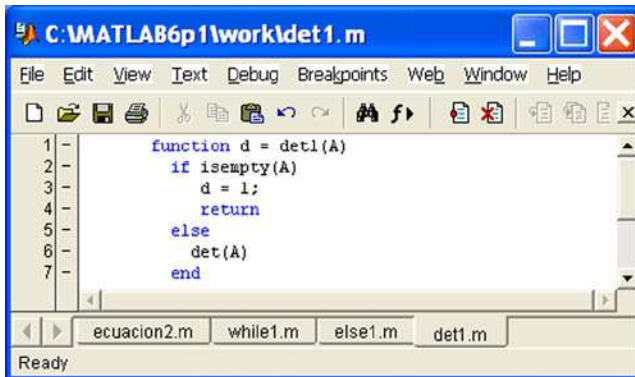 C:\MATLAB6p1\work\det1.m
File Edit View Text Debug Breakpoints Web Window Help
1 - function d = det1(A)
2 - if isempty(A)
3 - d = 1;
4 - return
5 - else
6 - det(A)
7 - end
ecuacion2.m while1.m else1.m det1.m
Ready